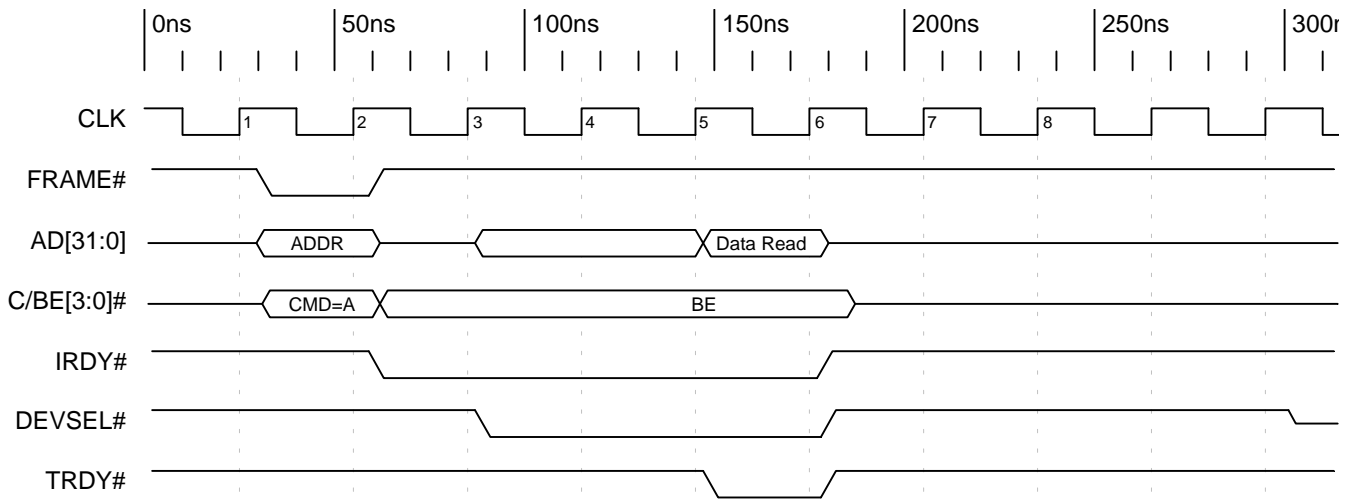 0ns 50ns 100ns 150ns 200ns 250ns 300n
CLK 1 2 3 4 5 6 7 8
FRAME#
AD[31:0] ADDR Data Read
C/BE[3:0]# CMD=A BE
IRDY#
DEVSEL#
TRDY#